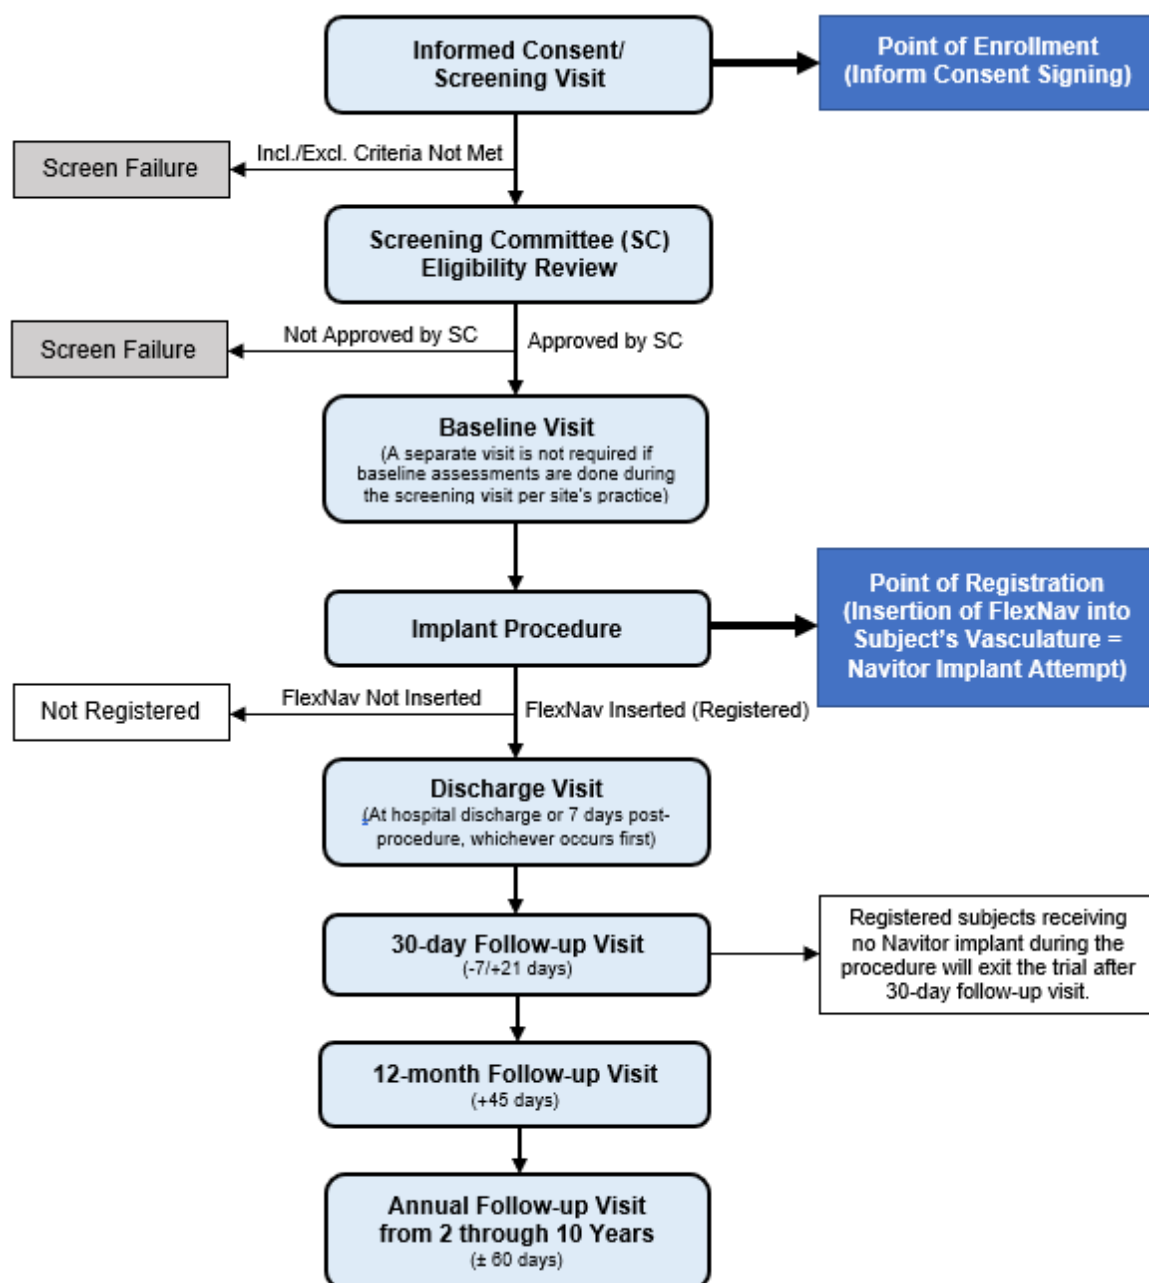 Informed Consent/
Screening Visit
Point of Enrollment
(Inform Consent Signing)
Incl./Excl. Criteria Not Met
Screen Failure
Screening Committee (SC)
Eligibility Review
Not Approved by SC
Approved by SC
Screen Failure
Baseline Visit
(A separate visit is not required if
baseline assessments are done during
the screening visit per site's practice)
Implant Procedure
Point of Registration
(Insertion of FlexNav into
Subject's Vasculature =
Navitor Implant Attempt)
FlexNav Not Inserted
Not Registered
FlexNav Inserted (Registered)
Discharge Visit
(At hospital discharge or 7 days post-
procedure, whichever occurs first)
30-day Follow-up Visit
(-7/+21 days)
Registered subjects receiving
no Navitor implant during the
procedure will exit the trial after
30-day follow-up visit.
12-month Follow-up Visit
(+45 days)
Annual Follow-up Visit
from 2 through 10 Years
(± 60 days)